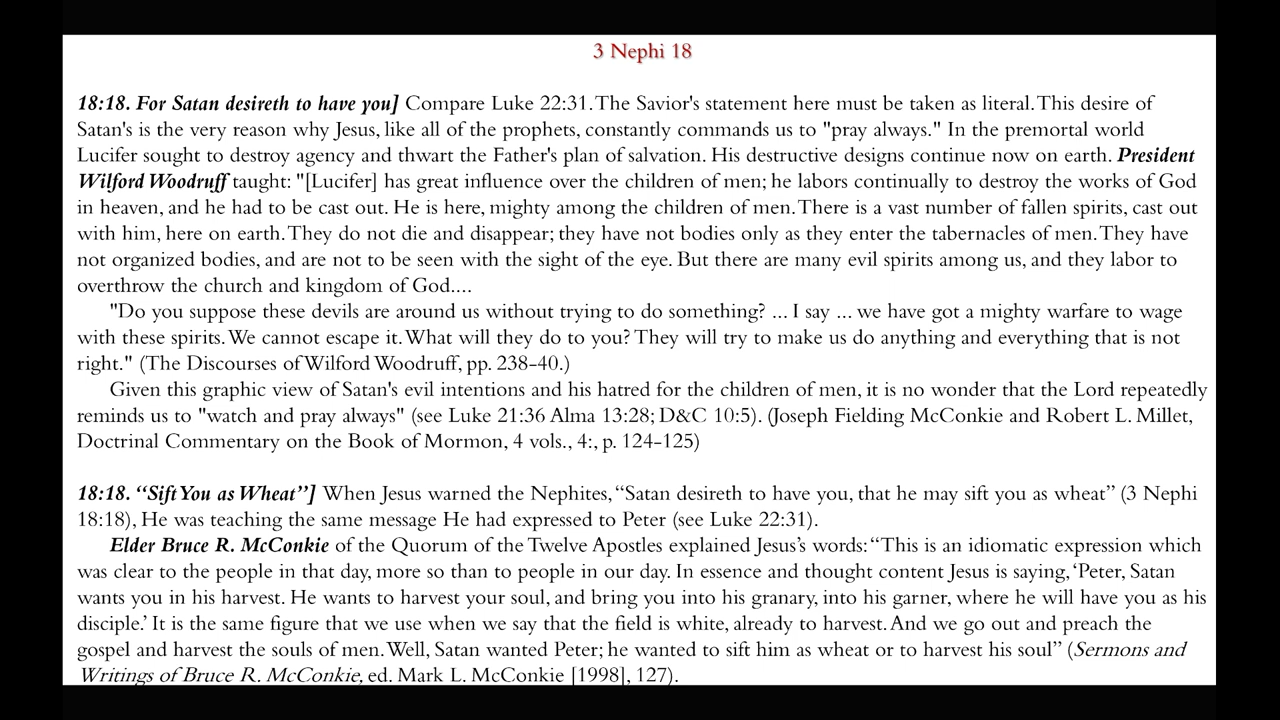 3 Nephi 18
18:18. For Satan desireth to have you] Compare Luke 22:31. The Savior's statement here must be taken as literal. This desire of
Satan's is the very reason why Jesus, like all of the prophets, constantly commands us to "pray always." In the premortal world
Lucifer sought to destroy agency and thwart the Father's plan of salvation. His destructive designs continue now on earth. President
Wilford Woodruff taught: "[Lucifer] has great influence over the children of men; he labors continually to destroy the works of God
in heaven, and he had to be cast out. He is here, mighty among the children of men. There is a vast number of fallen spirits, cast out
with him, here on earth. They do not die and disappear; they have not bodies only as they enter the tabernacles of men. They have
not organized bodies, and are not to be seen with the sight of the eye. But there are many evil spirits among us, and they labor to
overthrow the church and kingdom of God....
"Do you suppose these devils are around us without trying to do something? ... I say ... we have got a mighty warfare to wage
with these spirits. We cannot escape it. What will they do to you? They will try to make us do anything and everything that is not
right." (The Discourses of Wilford Woodruff, pp. 238-40.)
Given this graphic view of Satan's evil intentions and his hatred for the children of men, it is no wonder that the Lord repeatedly
reminds us to "watch and pray always" (see Luke 21:36 Alma 13:28; D&C 10:5). (Joseph Fielding McConkie and Robert L. Millet,
Doctrinal Commentary on the Book of Mormon, 4 vols., 4:, p. 124-125)
18:18. “Sift You as Wheat”] When Jesus warned the Nephites, “Satan desireth to have you, that he may sift you as wheat” (3 Nephi
18:18), He was teaching the same message He had expressed to Peter (see Luke 22:31).
Elder Bruce R. McConkie of the Quorum of the Twelve Apostles explained Jesus’s words: “This is an idiomatic expression which
was clear to the people in that day, more so than to people in our day. In essence and thought content Jesus is saying, ‘Peter, Satan
wants you in his harvest. He wants to harvest your soul, and bring you into his granary, into his garner, where he will have you as his
disciple.’ It is the same figure that we use when we say that the field is white, already to harvest. And we go out and preach the
gospel and harvest the souls of men. Well, Satan wanted Peter; he wanted to sift him as wheat or to harvest his soul” (Sermons and
Writings of Bruce R. McConkie, ed. Mark L. McConkie [1998], 127).